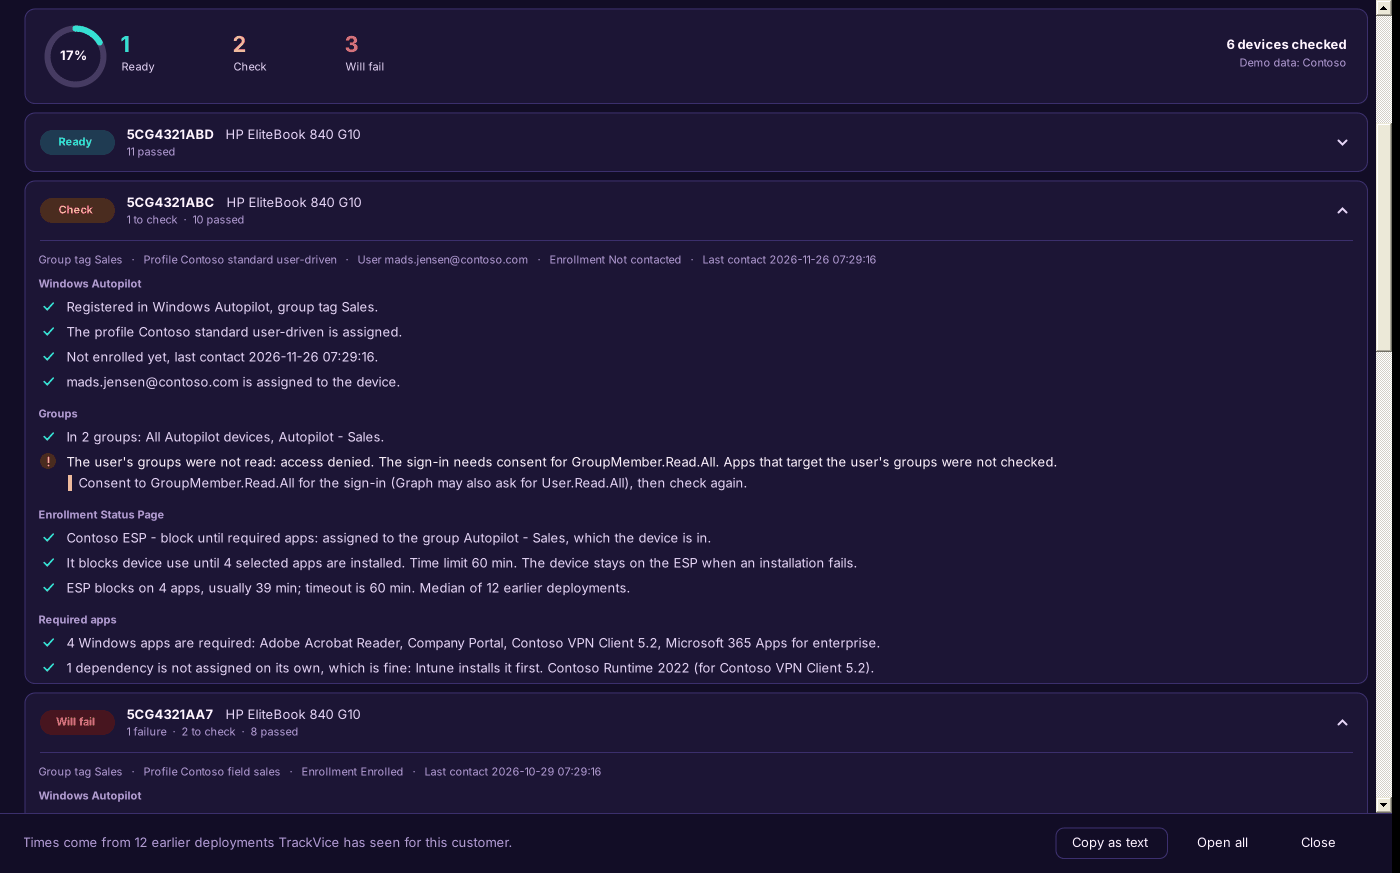 17%
1
Ready
2
Check
3
Will fail
6 devices checked
Demo data: Contoso
Ready
5CG4321ABD HP EliteBook 840 G10
11 passed
Check
5CG4321ABC HP EliteBook 840 G10
1 to check · 10 passed
Group tag Sales · Profile Contoso standard user-driven · User mads.jensen@contoso.com · Enrollment Not contacted · Last contact 2026-11-26 07:29:16
Windows Autopilot
Registered in Windows Autopilot, group tag Sales.
The profile Contoso standard user-driven is assigned.
Not enrolled yet, last contact 2026-11-26 07:29:16.
mads.jensen@contoso.com is assigned to the device.
Groups
In 2 groups: All Autopilot devices, Autopilot - Sales.
! The user's groups were not read: access denied. The sign-in needs consent for GroupMember.Read.All. Apps that target the user's groups were not checked.
Consent to GroupMember.Read.All for the sign-in (Graph may also ask for User.Read.All), then check again.
Enrollment Status Page
Contoso ESP - block until required apps: assigned to the group Autopilot - Sales, which the device is in.
It blocks device use until 4 selected apps are installed. Time limit 60 min. The device stays on the ESP when an installation fails.
ESP blocks on 4 apps, usually 39 min; timeout is 60 min. Median of 12 earlier deployments.
Required apps
4 Windows apps are required: Adobe Acrobat Reader, Company Portal, Contoso VPN Client 5.2, Microsoft 365 Apps for enterprise.
1 dependency is not assigned on its own, which is fine: Intune installs it first. Contoso Runtime 2022 (for Contoso VPN Client 5.2).
Will fail
5CG4321AA7 HP EliteBook 840 G10
1 failure · 2 to check · 8 passed
Group tag Sales · Profile Contoso field sales · Enrollment Enrolled · Last contact 2026-10-29 07:29:16
Windows Autopilot
Times come from 12 earlier deployments TrackVice has seen for this customer.
Copy as text
Open all
Close